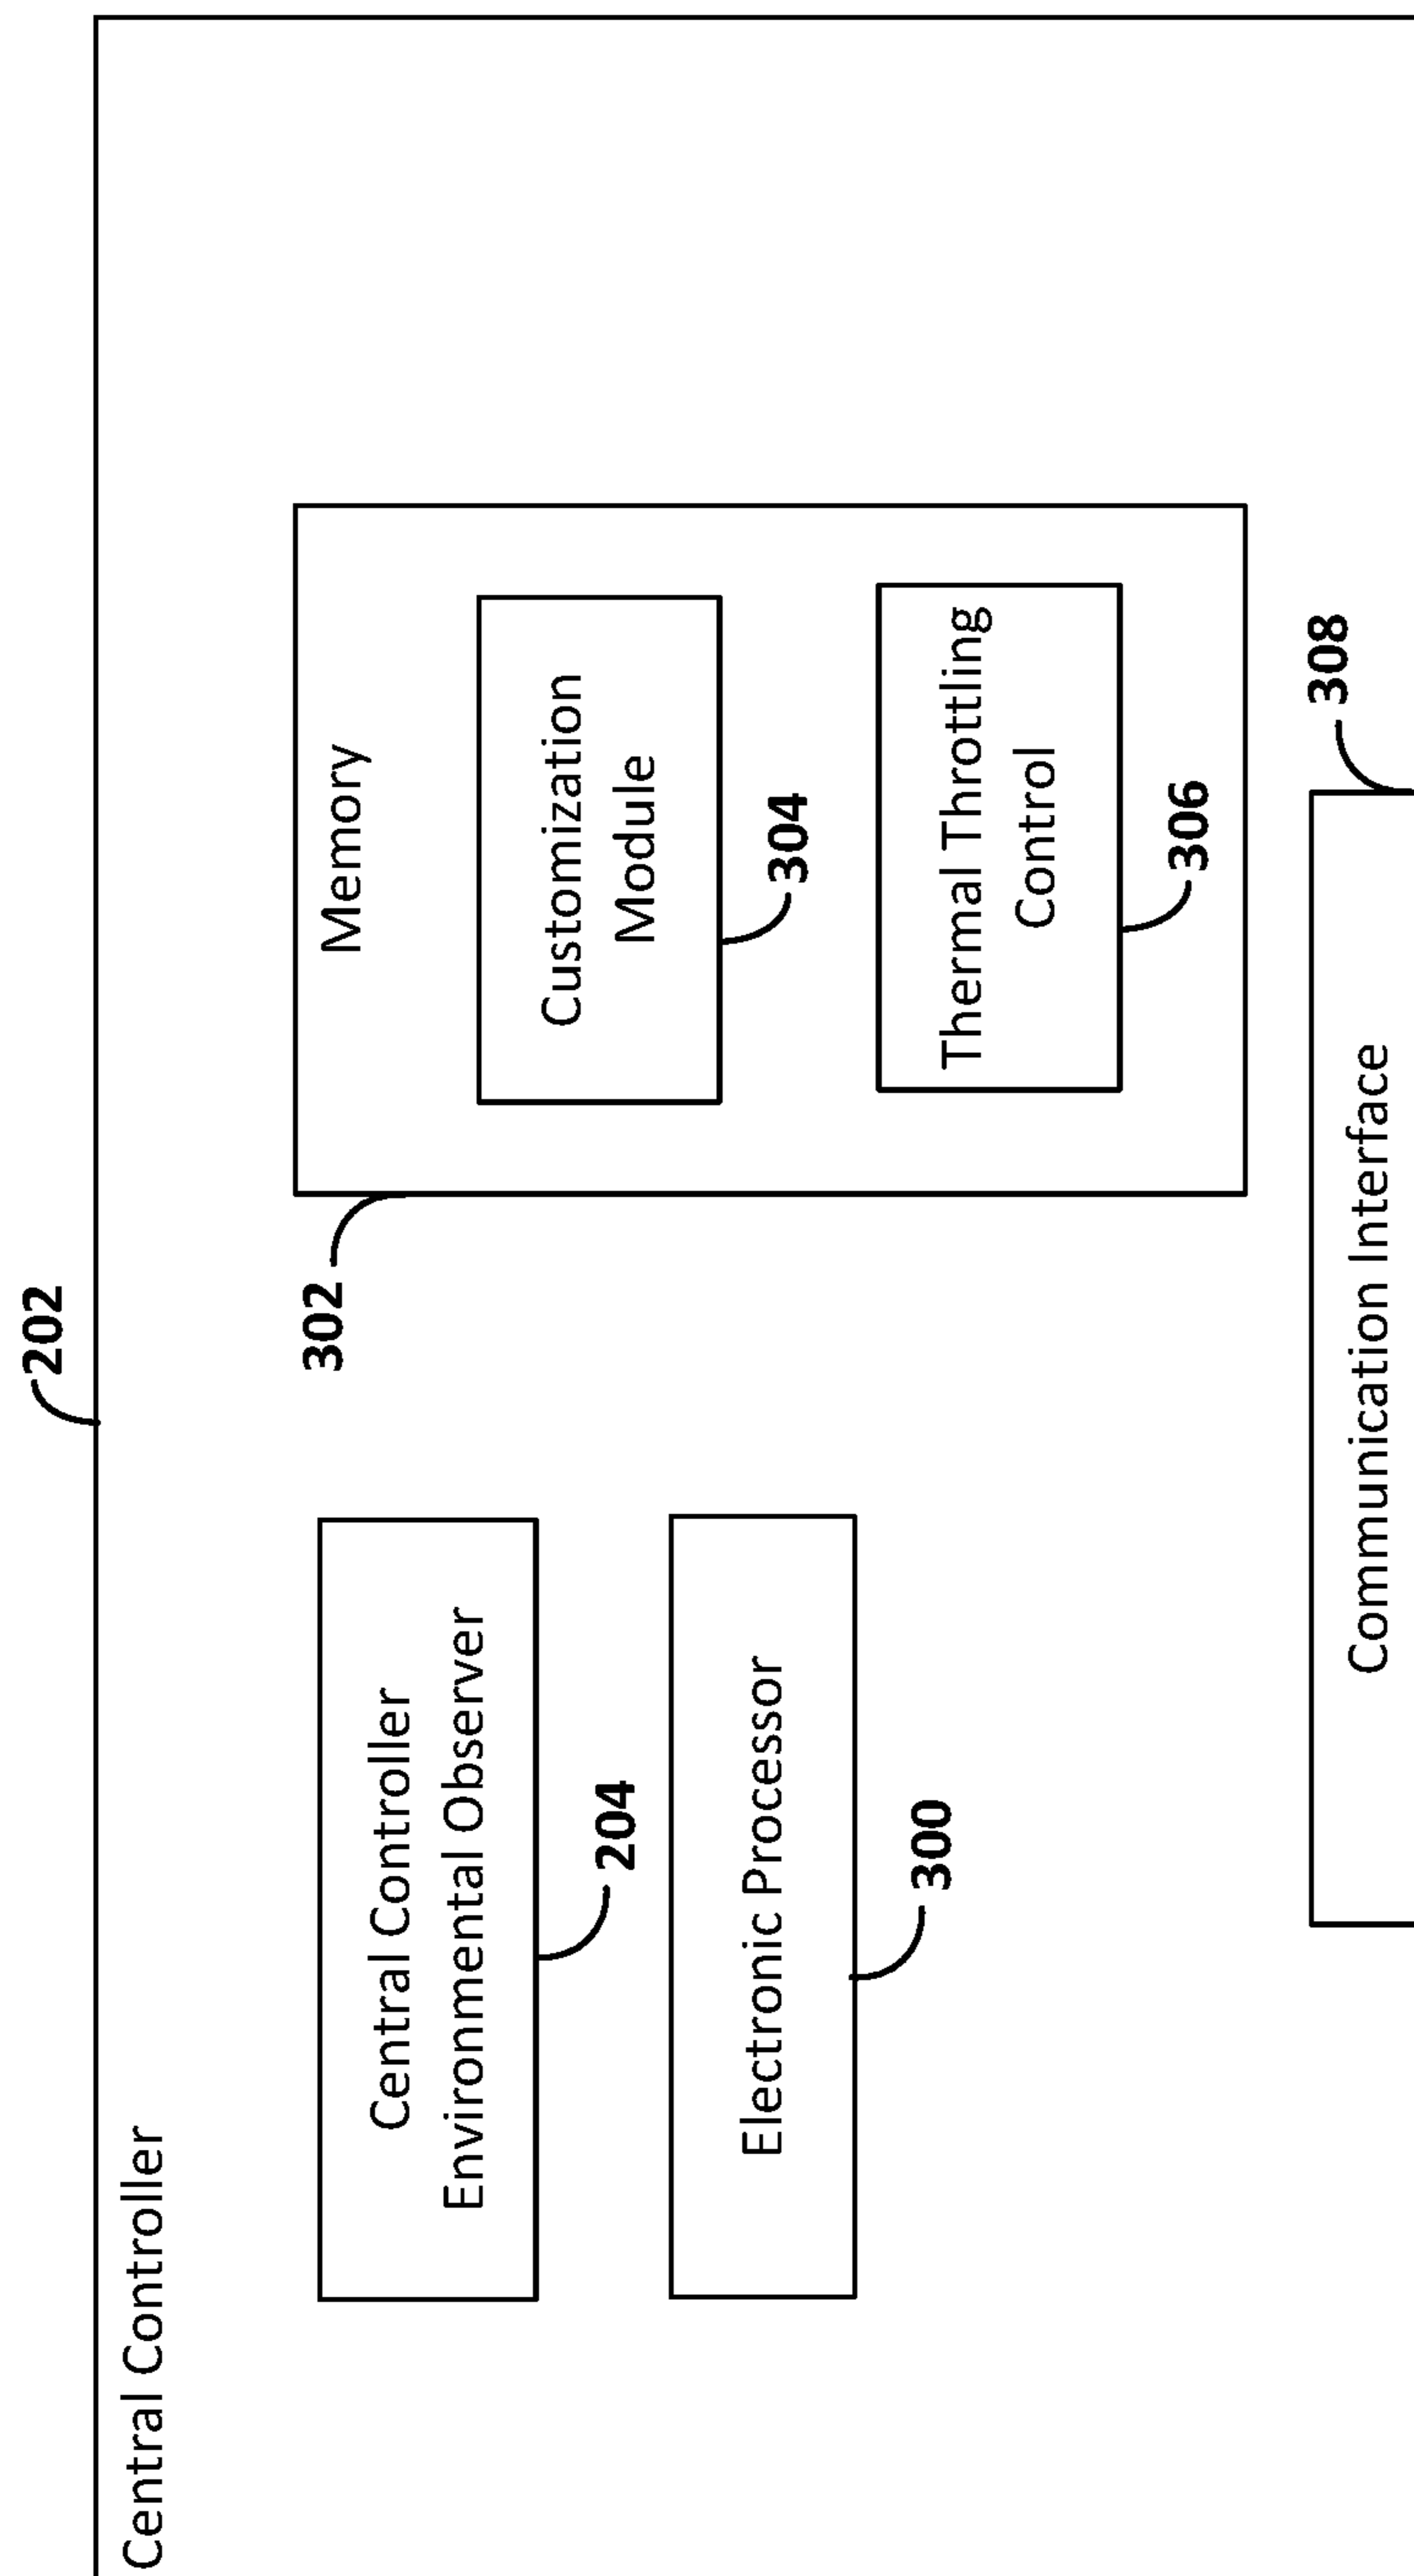 202
Central Controller
Central Controller
Environmental Observer
204
Electronic Processor
300
302
Memory
Customization
Module
304
Thermal Throttling
Control
306
308
Communication Interface